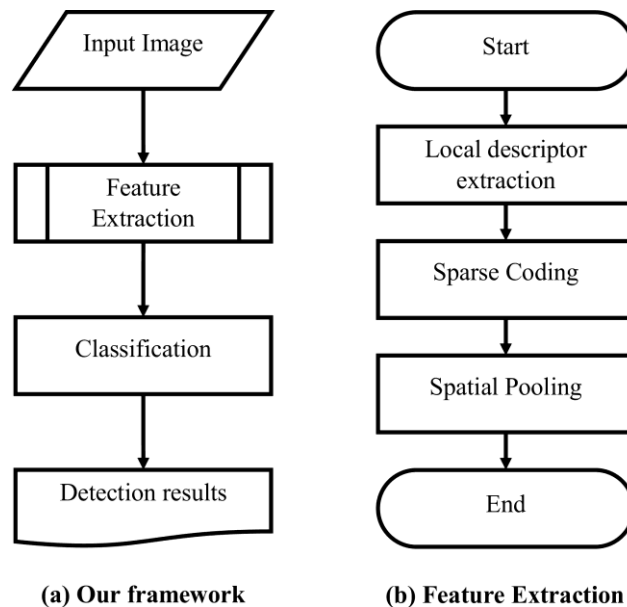 Input Image
Feature
Extraction
Classification
Detection results
(a) Our framework
Start
Local descriptor
extraction
Sparse Coding
Spatial Pooling
End
(b) Feature Extraction